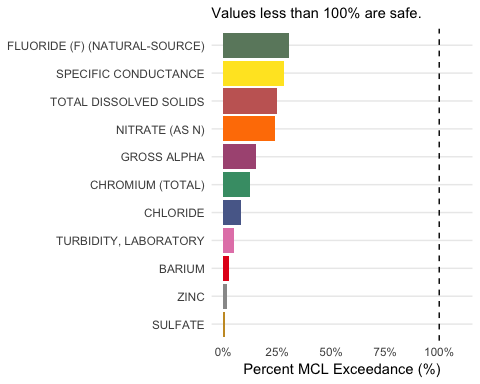 Values less than 100% are safe.
FLUORIDE (F) (NATURAL-SOURCE)
SPECIFIC CONDUCTANCE
TOTAL DISSOLVED SOLIDS
NITRATE (AS N)
GROSS ALPHA
CHROMIUM (TOTAL)
CHLORIDE
TURBIDITY, LABORATORY
BARIUM
ZINC
SULFATE
0% 25% 50% 75% 100%
Percent MCL Exceedance (%)